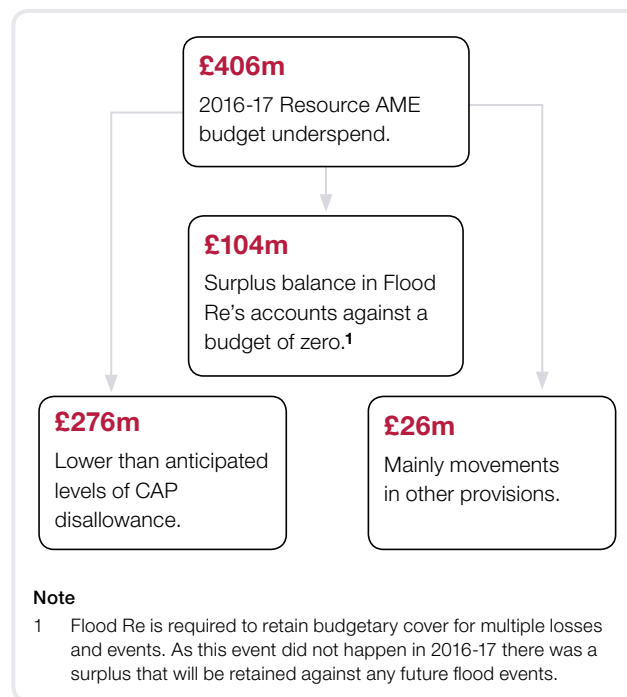 £406m
2016-17 Resource AME
budget underspend.
£104m
Surplus balance in Flood
Re’s accounts against a
budget of zero.1
£276m
Lower than anticipated
levels of CAP
disallowance.
£26m
Mainly movements
in other provisions.
Note
1 Flood Re is required to retain budgetary cover for multiple losses
and events. As this event did not happen in 2016-17 there was a
surplus that will be retained against any future flood events.